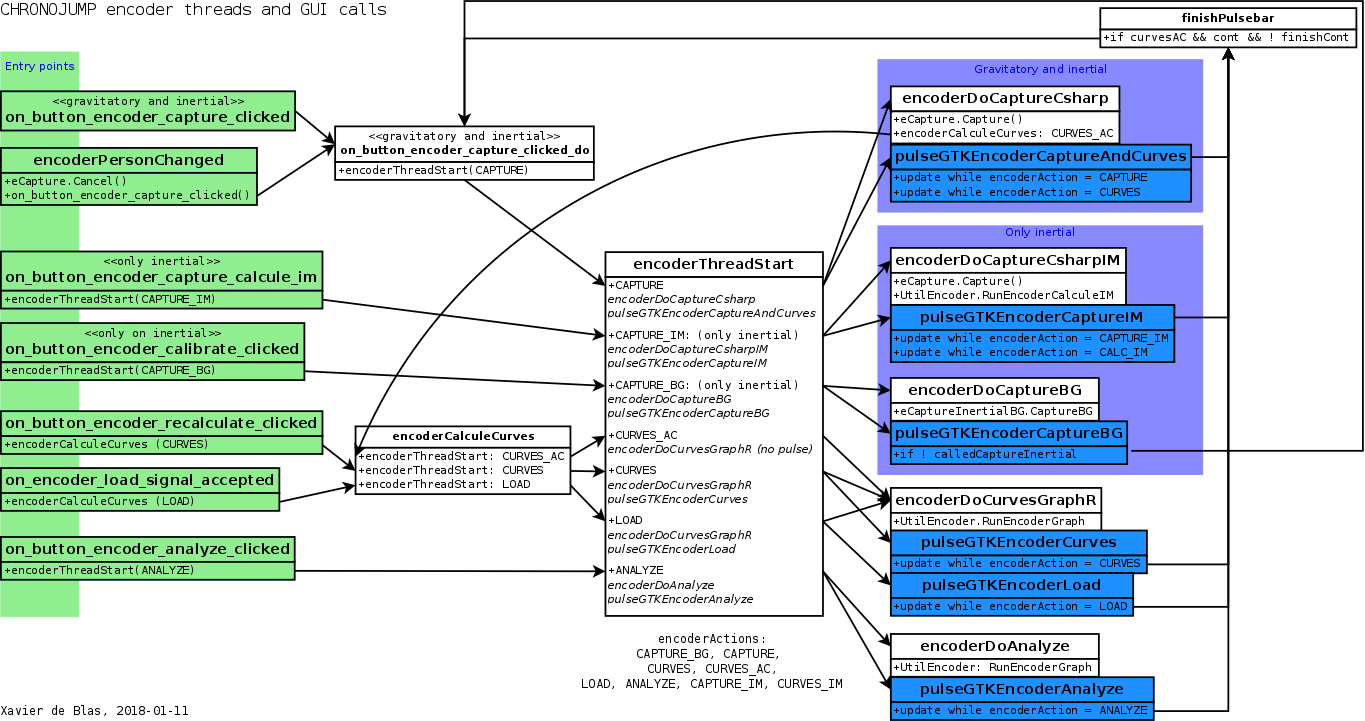 CHRONOJUMP encoder threads and GUI calls
finishPulsebar
+if curvesAC && cont && ! finishCont
Entry points
<<gravitatory and inertial>>
on_button_encoder_capture_clicked
encoderPersonChanged
+eCapture.Cancel()
+on_button_encoder_capture_clicked()
<<only inertial>>
on_button_encoder_capture_calcule_im
+encoderThreadStart(CAPTURE_IM)
<<only on inertial>>
on_button_encoder_calibrate_clicked
+encoderThreadStart(CAPTURE_BG)
on_button_encoder_recalculate_clicked
+encoderCalculeCurves (CURVES)
on_encoder_load_signal_accepted
+encoderCalculeCurves (LOAD)
on_button_encoder_analyze_clicked
+encoderThreadStart(ANALYZE)
<<gravitatory and inertial>>
on_button_encoder_capture_clicked_do
+encoderThreadStart(CAPTURE)
encoderCalculeCurves
+encoderThreadStart: CURVES_AC
+encoderThreadStart: CURVES
+encoderThreadStart: LOAD
encoderThreadStart
+CAPTURE
encoderDoCaptureCsharp
pulseGTKEncoderCaptureAndCurves
+CAPTURE_IM: (only inertial)
encoderDoCaptureCsharpIM
pulseGTKEncoderCaptureIM
+CAPTURE_BG: (only inertial)
encoderDoCaptureBG
pulseGTKEncoderCaptureBG
+CURVES_AC
encoderDoCurvesGraphR (no pulse)
+CURVES
encoderDoCurvesGraphR
pulseGTKEncoderCurves
+LOAD
encoderDoCurvesGraphR
pulseGTKEncoderLoad
+ANALYZE
encoderDoAnalyze
pulseGTKEncoderAnalyze
encoderActions:
CAPTURE_BG, CAPTURE,
CURVES, CURVES_AC,
LOAD, ANALYZE, CAPTURE_IM, CURVES_IM
Gravitatory and inertial
encoderDoCaptureCsharp
+eCapture.Capture()
+encoderCalculeCurves: CURVES_AC
pulseGTKEncoderCaptureAndCurves
+update while encoderAction = CAPTURE
+update while encoderAction = CURVES
Only inertial
encoderDoCaptureCsharpIM
+eCapture.Capture()
+UtilEncoder.RunEncoderCalculeIM
pulseGTKEncoderCaptureIM
+update while encoderAction = CAPTURE_IM
+update while encoderAction = CALC_IM
encoderDoCaptureBG
+eCaptureInertialBG.CaptureBG
pulseGTKEncoderCaptureBG
+if ! calledCaptureInertial
encoderDoCurvesGraphR
+UtilEncoder.RunEncoderGraph
pulseGTKEncoderCurves
+update while encoderAction = CURVES
pulseGTKEncoderLoad
+update while encoderAction = LOAD
encoderDoAnalyze
+UtilEncoder: RunEncoderGraph
pulseGTKEncoderAnalyze
+update while encoderAction = ANALYZE
Xavier de Blas, 2018-01-11